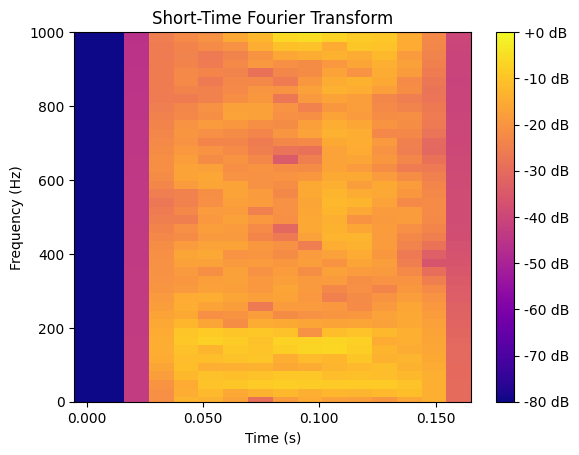 Short-Time Fourier Transform
1000
800
600
400
200
0
Frequency (Hz)
0.000
0.050
0.100
0.150
Time (s)
+0 dB
-10 dB
-20 dB
-30 dB
-40 dB
-50 dB
-60 dB
-70 dB
-80 dB